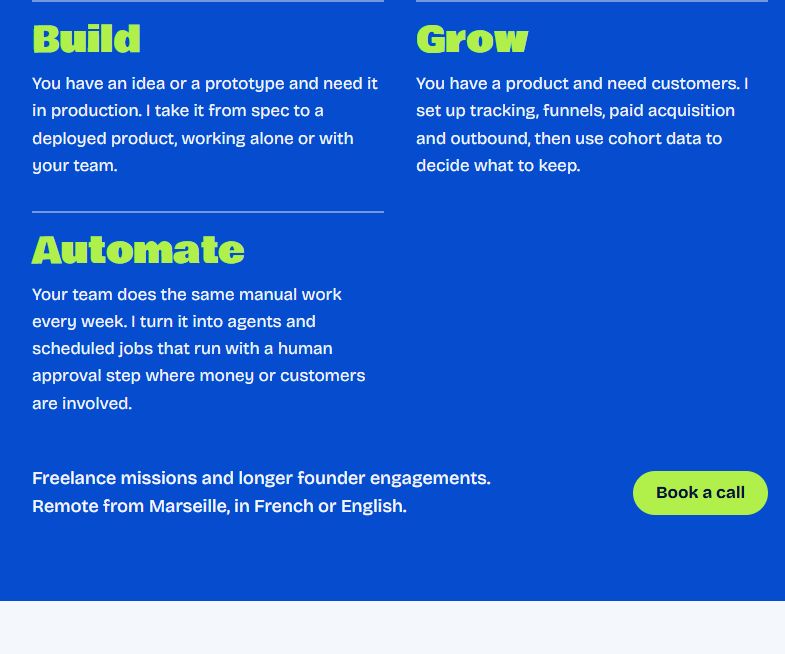 Build
You have an idea or a prototype and need it
in production. I take it from spec to a
deployed product, working alone or with
your team.
Grow
You have a product and need customers. I
set up tracking, funnels, paid acquisition
and outbound, then use cohort data to
decide what to keep.
Automate
Your team does the same manual work
every week. I turn it into agents and
scheduled jobs that run with a human
approval step where money or customers
are involved.
Freelance missions and longer founder engagements.
Remote from Marseille, in French or English.
Book a call